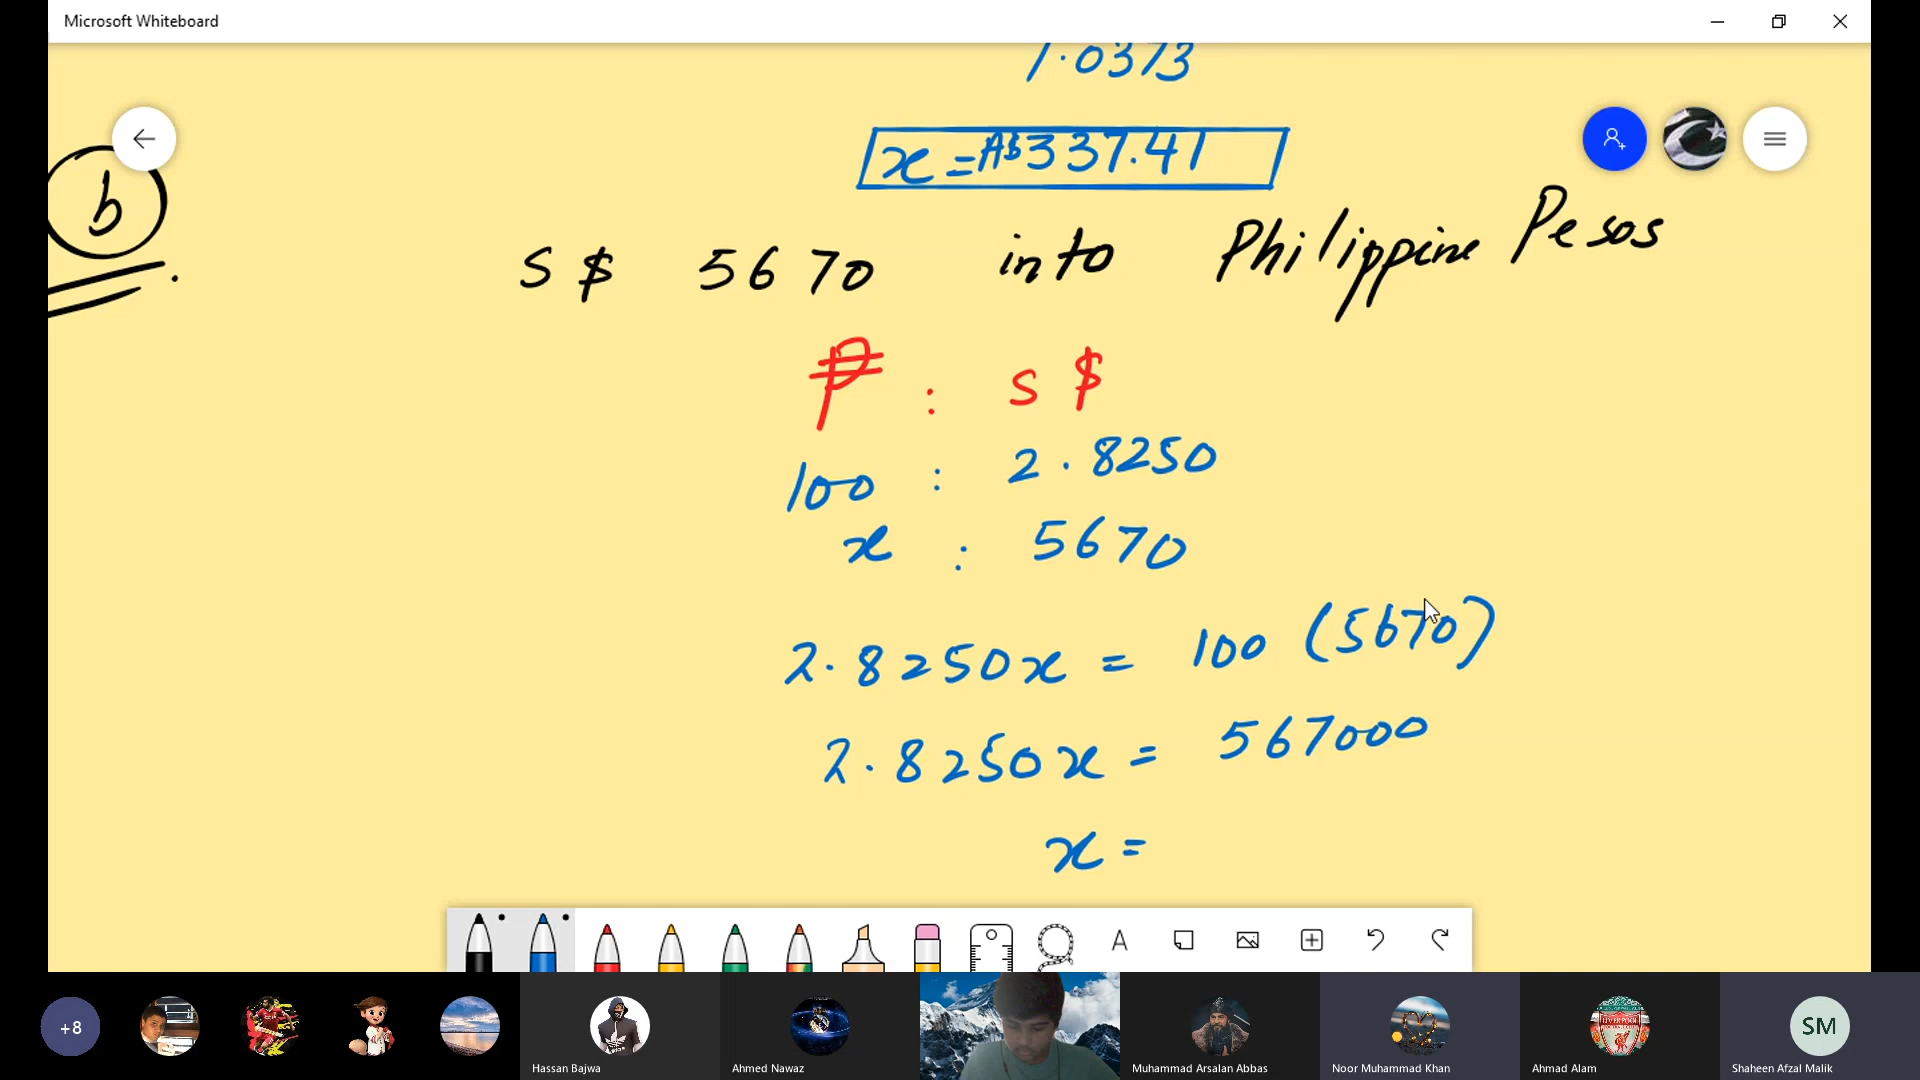 Microsoft Whiteboard
1.0373
x = A$337.41
b
S $ 5670 into Philippine Pesos
₱ : S $
100 : 2.8250
x : 5670
2.8250x = 100 (5670)
2.8250x = 567000
x =
A
+8
Hassan Bajwa
Ahmed Nawaz
Muhammad Arsalan Abbas
Noor Muhammad Khan
LIVERPOOL
Ahmad Alam
SM
Shaheen Afzal Malik